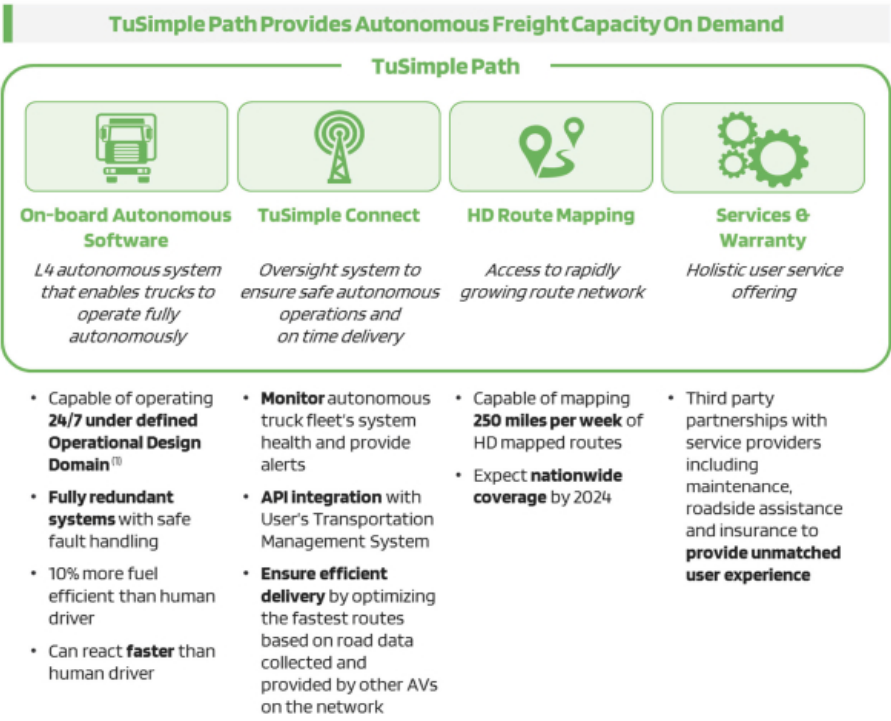 TuSimple Path Provides Autonomous Freight Capacity On Demand
TuSimple Path
On-board Autonomous
Software
L4 autonomous system
that enables trucks to
operate fully
autonomously
TuSimple Connect
Oversight system to
ensure safe autonomous
operations and
on time delivery
HD Route Mapping
Access to rapidly
growing route network
Services &
Warranty
Holistic user service
offering
• Capable of operating
24/7 under defined
Operational Design
Domain (1)
• Fully redundant
systems with safe
fault handling
• 10% more fuel
efficient than human
driver
• Can react faster than
human driver
• Monitor autonomous
truck fleet's system
health and provide
alerts
• API integration with
User's Transportation
Management System
• Ensure efficient
delivery by optimizing
the fastest routes
based on road data
collected and
provided by other AVs
on the network
• Capable of mapping
250 miles per week of
HD mapped routes
• Expect nationwide
coverage by 2024
• Third party
partnerships with
service providers
including
maintenance,
roadside assistance
and insurance to
provide unmatched
user experience